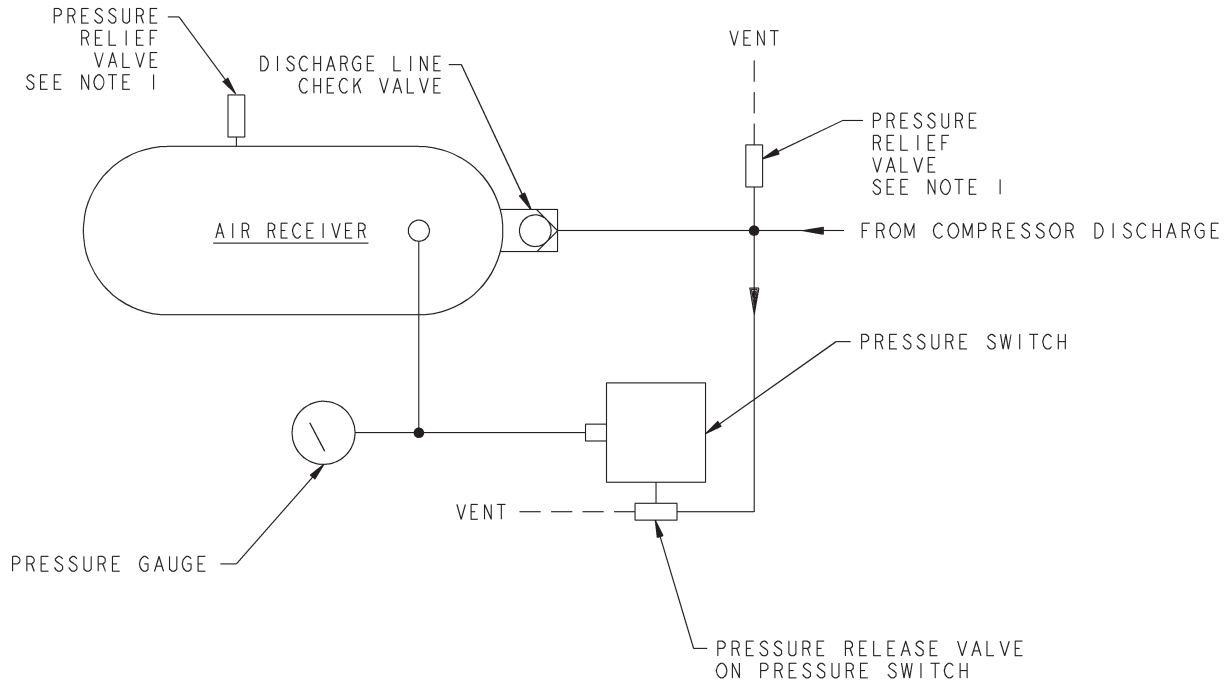 PRESSURE
RELIEF
VALVE
SEE NOTE 1
DISCHARGE LINE
CHECK VALVE
VENT
PRESSURE
RELIEF
VALVE
SEE NOTE 1
AIR RECEIVER
FROM COMPRESSOR DISCHARGE
PRESSURE SWITCH
VENT
PRESSURE GAUGE
PRESSURE RELEASE VALVE
ON PRESSURE SWITCH